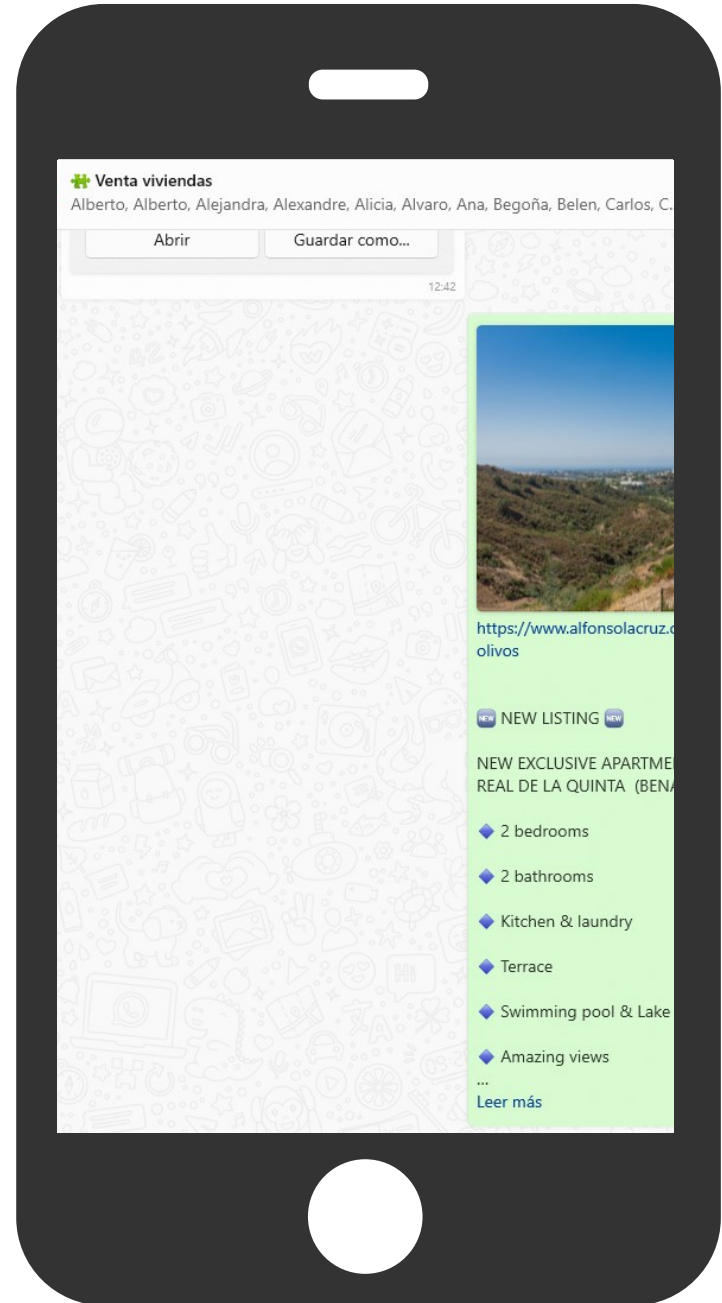 Venta viviendas
Alberto, Alberto, Alejandra, Alexandre, Alicia, Alvaro, Ana, Begoña, Belen, Carlos, C...
Abrir Guardar como...
12:42
https://www.alfonsolacruz.
olivos
NEW NEW LISTING NEW
NEW EXCLUSIVE
REAL DE LA QUINTA
2 bedrooms
2 bathrooms
Kitchen & laundry
Terrace
Swimming pool & Lake
Amazing views
...
Leer más